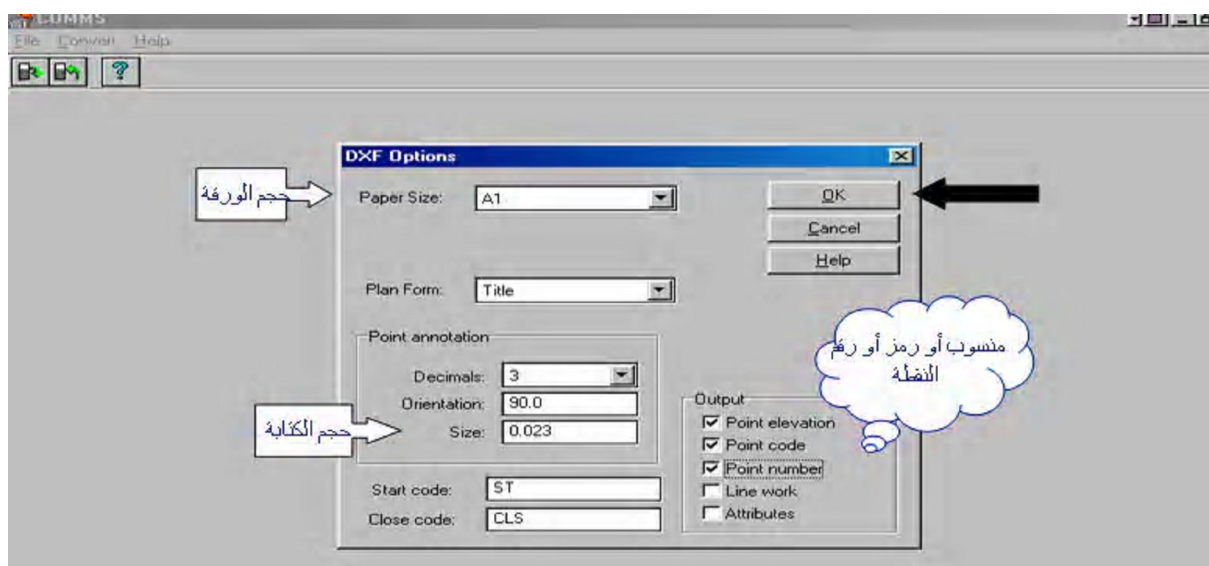 COMMS
File Convert Help
?
DXF Options
حجم الورقة
Paper Size: A1
OK
Cancel
Help
Plan Form: Title
منسوب أو رمز أو رقم
النقطة
Point annotation
Decimals: 3
Orientation: 90.0
حجم الكتابة
Size: 0.023
Output
Point elevation
Point code
Point number
Line work
Attributes
Start code: ST
Close code: CLS